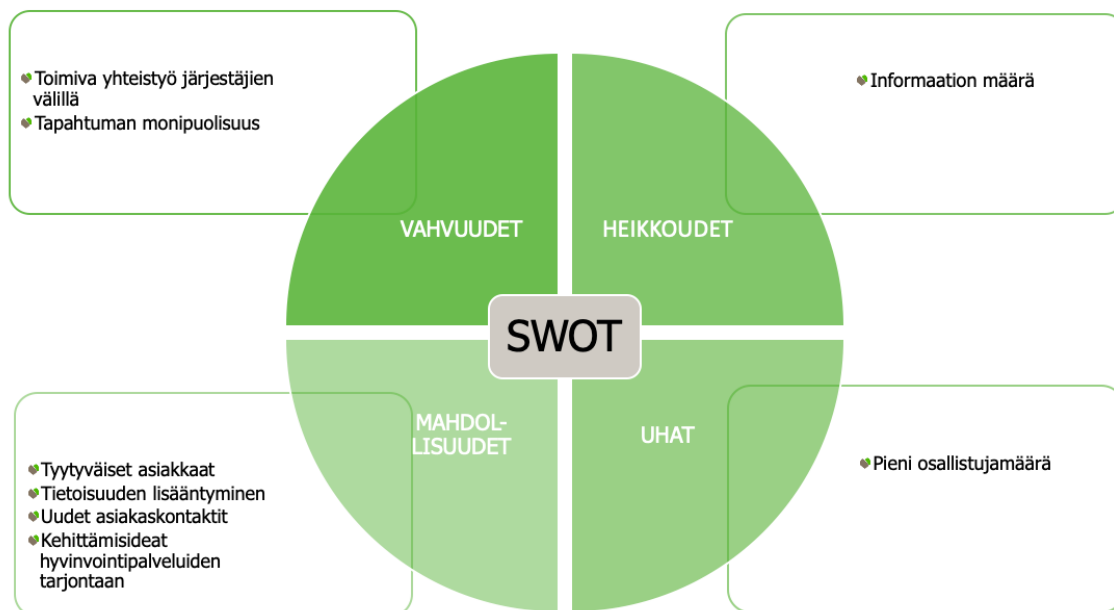 Toimiva yhteistyö järjestäjien
välillä
Tapahtuman monipuolisuus
Informaation määrä
VAHVUUDET
HEIKKOUDET
SWOT
MAHDOL-
LISUUDET
UHAT
Tyytyväiset asiakkaat
Tietoisuuden lisääntyminen
Uudet asiakaskontaktit
Kehittämisideat
hyvinvointipalveluiden
tarjontaan
Pieni osallistujamäärä